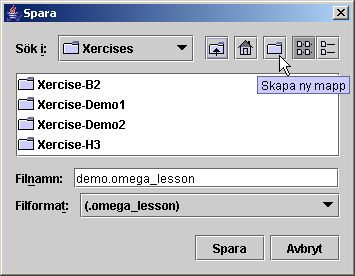 Spara
Sök i: Xercises
Skapa ny mapp
Xercise-B2
Xercise-Demo1
Xercise-Demo2
Xercise-H3
Filnamn: demo.omega_lesson
Filformat: (.omega_lesson)
Spara Avbryt